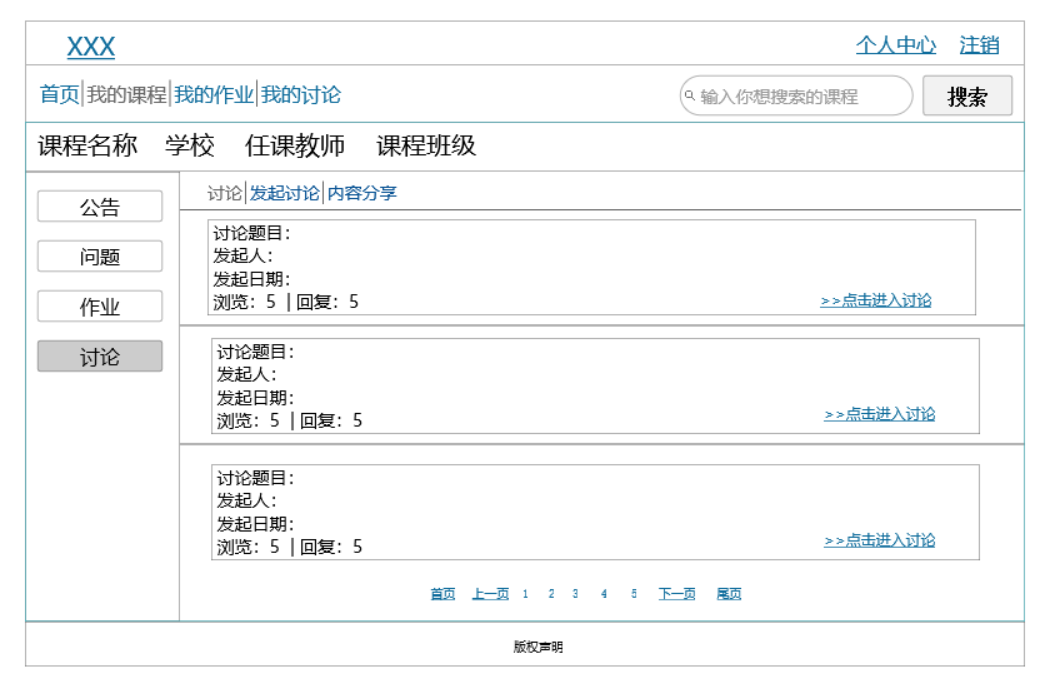 XXX 个人中心 注销
首页|我的课程|我的作业|我的讨论 输入你想搜索的课程 搜索
课程名称 学校 任课教师 课程班级
公告
问题
作业
讨论
讨论|发起讨论|内容分享
讨论题目：
发起人：
发起日期：
浏览：5 | 回复：5 >>点击进入讨论
讨论题目：
发起人：
发起日期：
浏览：5 | 回复：5 >>点击进入讨论
讨论题目：
发起人：
发起日期：
浏览：5 | 回复：5 >>点击进入讨论
首页 上一页 1 2 3 4 5 下一页 尾页
版权声明